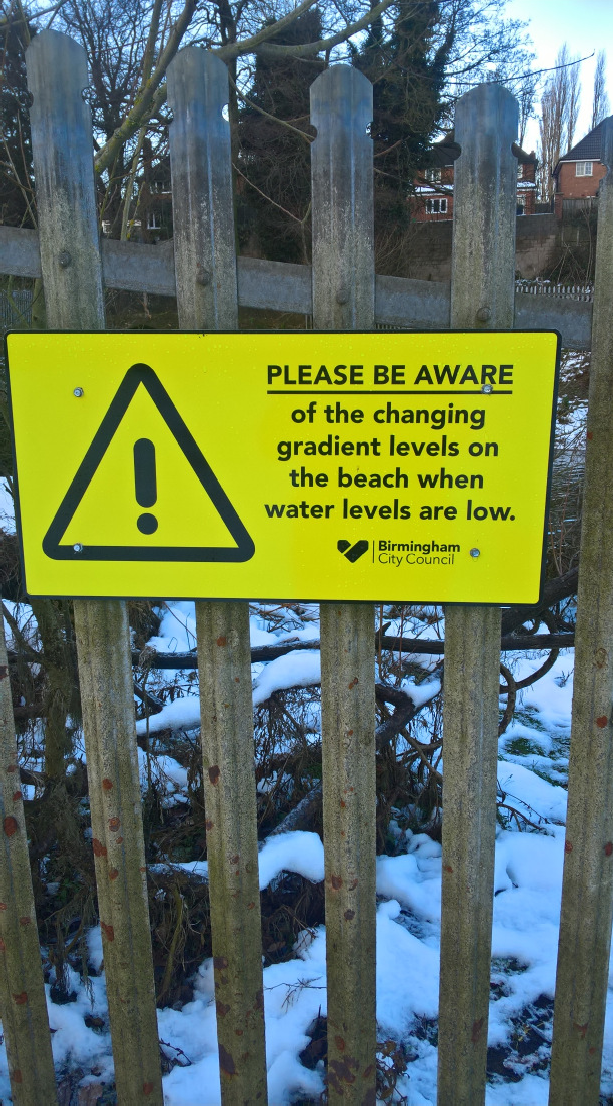 PLEASE BE AWARE
of the changing
gradient levels on
the beach when
water levels are low.
Birmingham
City Council